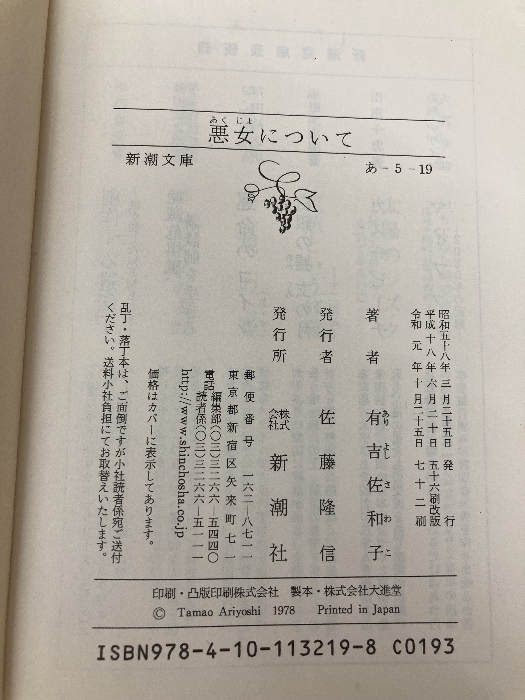 あく じよ
悪女について
新潮文庫
あ-5-19
昭和五十八年三月二十五日 発行
平成十八年六月二十日 五十六刷改版
令和元年十月二十五日 七十二刷
著者 有吉佐和子
あり よし さ わ こ
発行者 佐藤隆信
発行所 株式会社 新潮社
郵便番号 一六二-八七一一
東京都新宿区矢来町七一
電話 編集部(〇三)三二六六-五四四〇
読者係(〇三)三二六六-五一一一
http://www.shinchosha.co.jp
価格はカバーに表示してあります。
乱丁・落丁本は、ご面倒ですが小社読者係宛ご送付
ください。送料小社負担にてお取替えいたします。
印刷・凸版印刷株式会社 製本・株式会社大進堂
© Tamao Ariyoshi 1978 Printed in Japan
ISBN978-4-10-113219-8 C0193